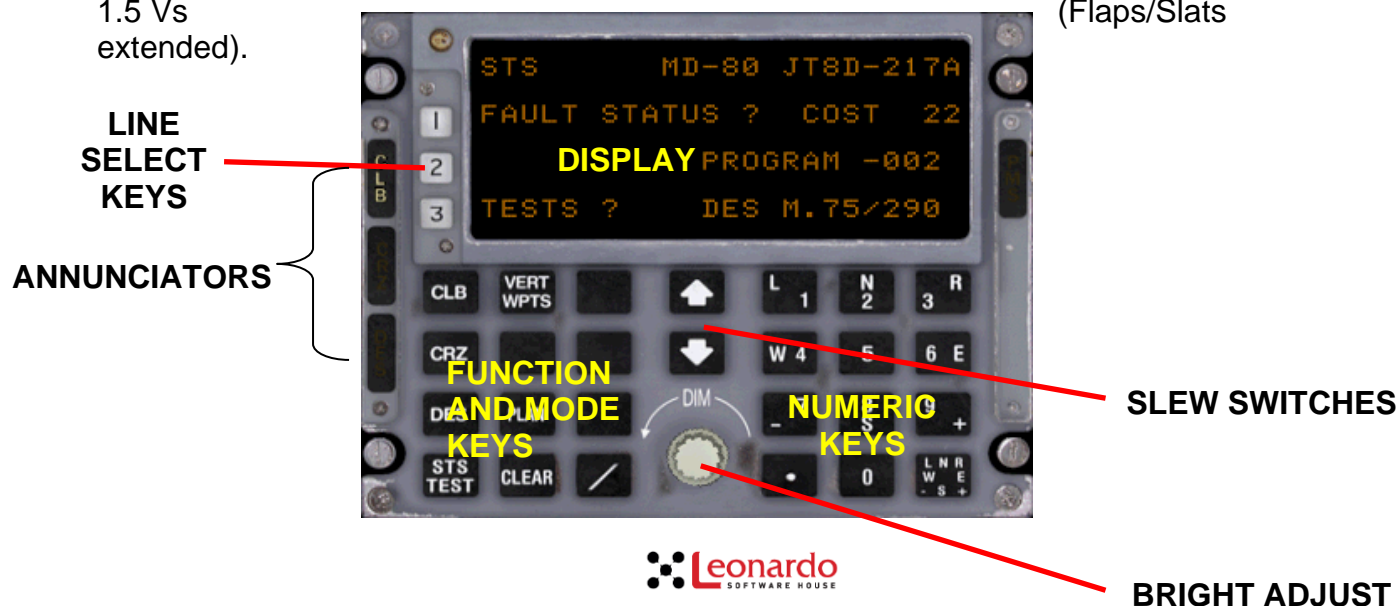 1.5 Vs
extended).
(Flaps/Slats
STS MD-80 JT8D-217A
1 FAULT STATUS ? COST 22
LINE
SELECT
KEYS
2 DISPLAY PROGRAM -002
CLB
3 TESTS ? DES M.75/290
ANNUNCIATORS
CLB VERT WPTS L 1 N 2 3 R
CRZ W 4 5 6 E
FUNCTION
AND MODE
KEYS
DES PLAN DIM - + S
NUMERIC
KEYS
SLEW SWITCHES
STS TEST CLEAR / • 0 L N R W E - S +
Leonardo
SOFTWARE HOUSE
BRIGHT ADJUST